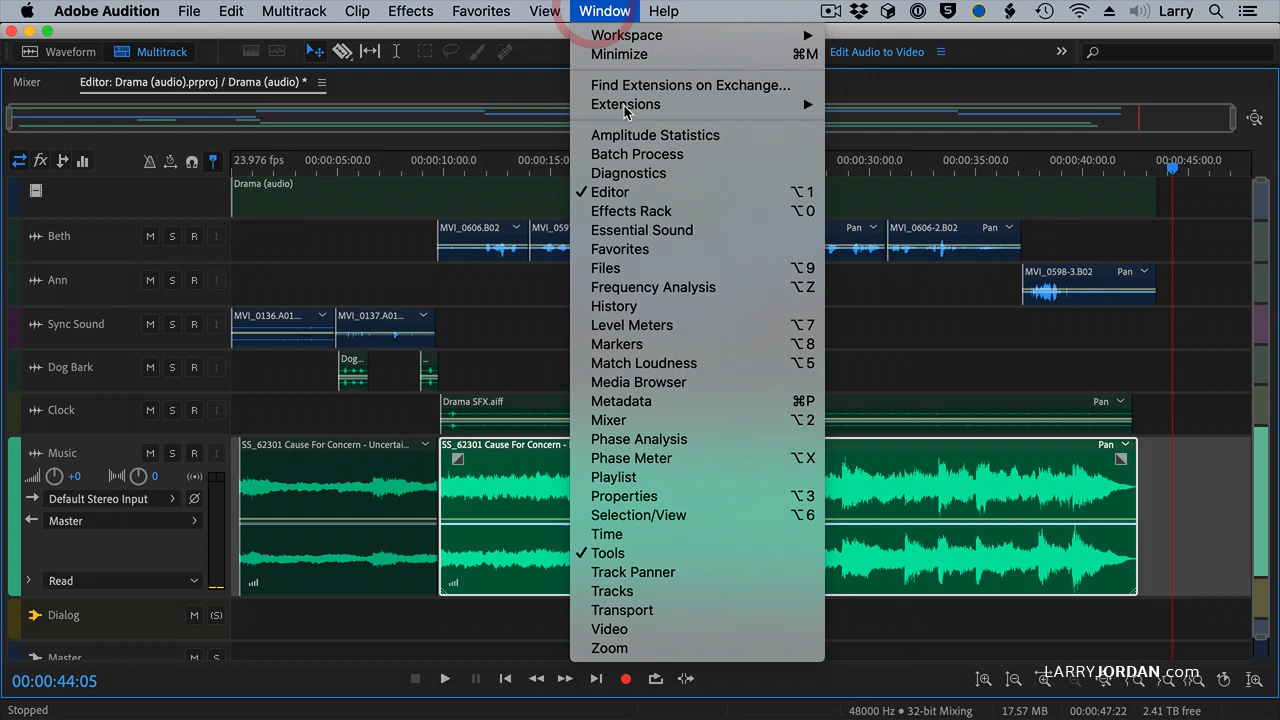 Adobe Audition File Edit Multitrack Clip Effects Favorites View Window Help Larry
Waveform Multitrack Edit Audio to Video
Mixer Editor: Drama (audio).prproj / Drama (audio) *
Workspace
Minimize ⌘M
Find Extensions on Exchange...
Extensions
Amplitude Statistics
Batch Process
Diagnostics
✓ Editor ⌥1
Effects Rack ⌥0
Essential Sound
Favorites
Files ⌥9
Frequency Analysis ⌥Z
History
Level Meters ⌥7
Markers ⌥8
Match Loudness ⌥5
Media Browser
Metadata ⌘P
Mixer ⌥2
Phase Analysis
Phase Meter ⌥X
Playlist
Properties ⌥3
Selection/View ⌥6
Time
✓ Tools
Track Panner
Tracks
Transport
Video
Zoom
fx 23.976 fps 00:00:05:00.0 00:00:10:00.0 00:00:15:00 00:00:30:00.0 00:00:35:00.0 00:00:40:00.0 00:00:45:00.0
Drama (audio)
Beth M S R I MVI_0606.B02 MVI_059 Pan MVI_0606-2.B02 Pan
Ann M S R I MVI_0598-3.B02 Pan
Sync Sound M S R I MVI_0136.A01... MVI_0137.A01...
Dog Bark M S R I Dog... ...
Clock M S R I Drama SFX.aiff Pan
Music M S R I SS_62301 Cause For Concern - Uncertai... SS_62301 Cause For Concern - Pan
+0 0
Default Stereo Input
Master
Read
Dialog M (S)
Master M S
00:00:44:05
LARRYJORDAN.com
Stopped 48000 Hz ● 32-bit Mixing 17.57 MB 00:00:47:22 2.41 TB free